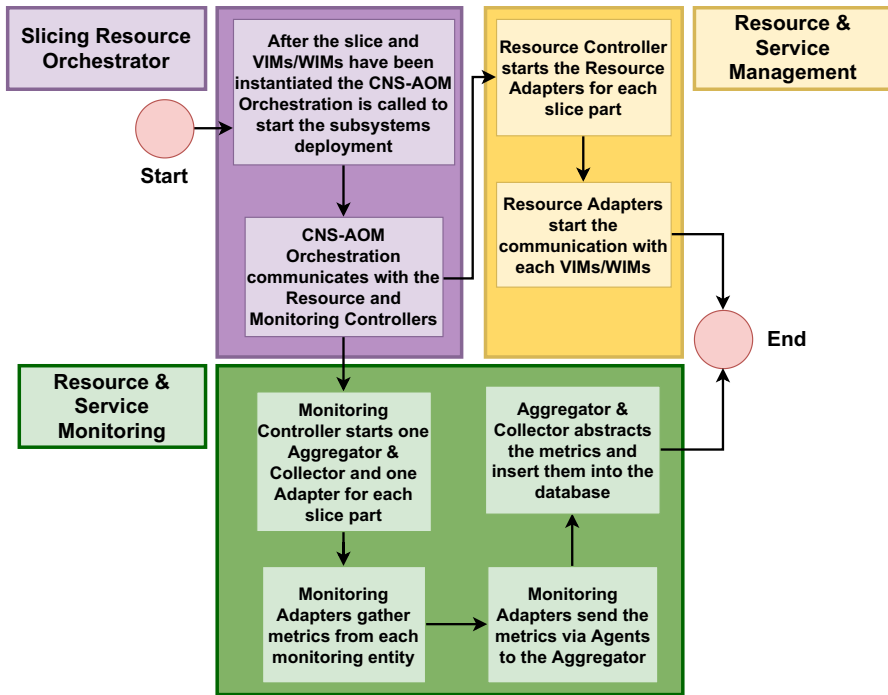 Slicing Resource
Orchestrator
After the slice and
VIMs/WIMs have been
instantiated the CNS-AOM
Orchestration is called to
start the subsystems
deployment
Start
CNS-AOM
Orchestration
communicates with the
Resource and
Monitoring Controllers
Resource Controller
starts the Resource
Adapters for each
slice part
Resource &
Service
Management
Resource Adapters
start the
communication with
each VIMs/WIMs
End
Resource &
Service
Monitoring
Monitoring
Controller starts one
Aggregator &
Collector and one
Adapter for each
slice part
Monitoring
Adapters gather
metrics from each
monitoring entity
Monitoring
Adapters send the
metrics via Agents
to the Aggregator
Aggregator &
Collector abstracts
the metrics and
insert them into the
database